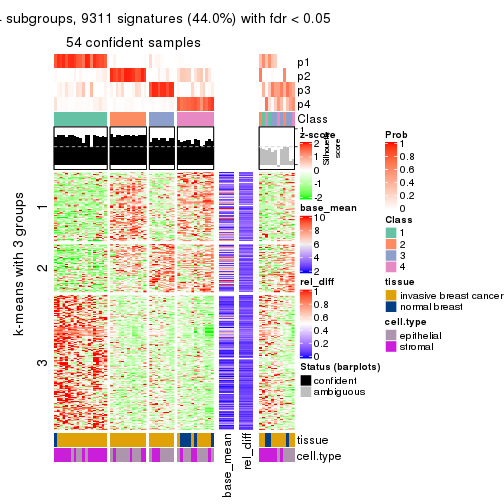 subgroups, 9311 signatures (44.0%) with fdr < 0.05
54 confident samples
p1
p2
p3
p4
Class
1
Silhouette
score
k-means with 3 groups
1
2
3
z-score
2
1
0
-1
-2
base_mean
10
8
6
4
2
rel_diff
1
0.8
0.6
0.4
0.2
0
Status (barplots)
confident
ambiguous
Prob
1
0.8
0.6
0.4
0.2
0
Class
1
2
3
4
tissue
invasive breast cancer
normal breast
cell.type
epithelial
stromal
tissue
cell.type
base_mean
rel_diff